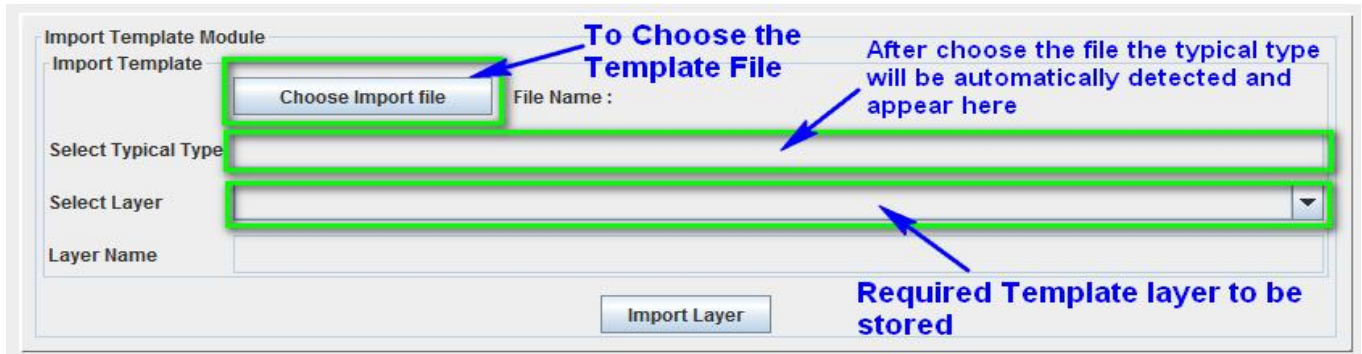 Import Template Module
To Choose the
Template File
After choose the file the typical type
will be automatically detected and
appear here
Import Template
Choose Import file
File Name :
Select Typical Type
Select Layer
Layer Name
Required Template layer to be
stored
Import Layer